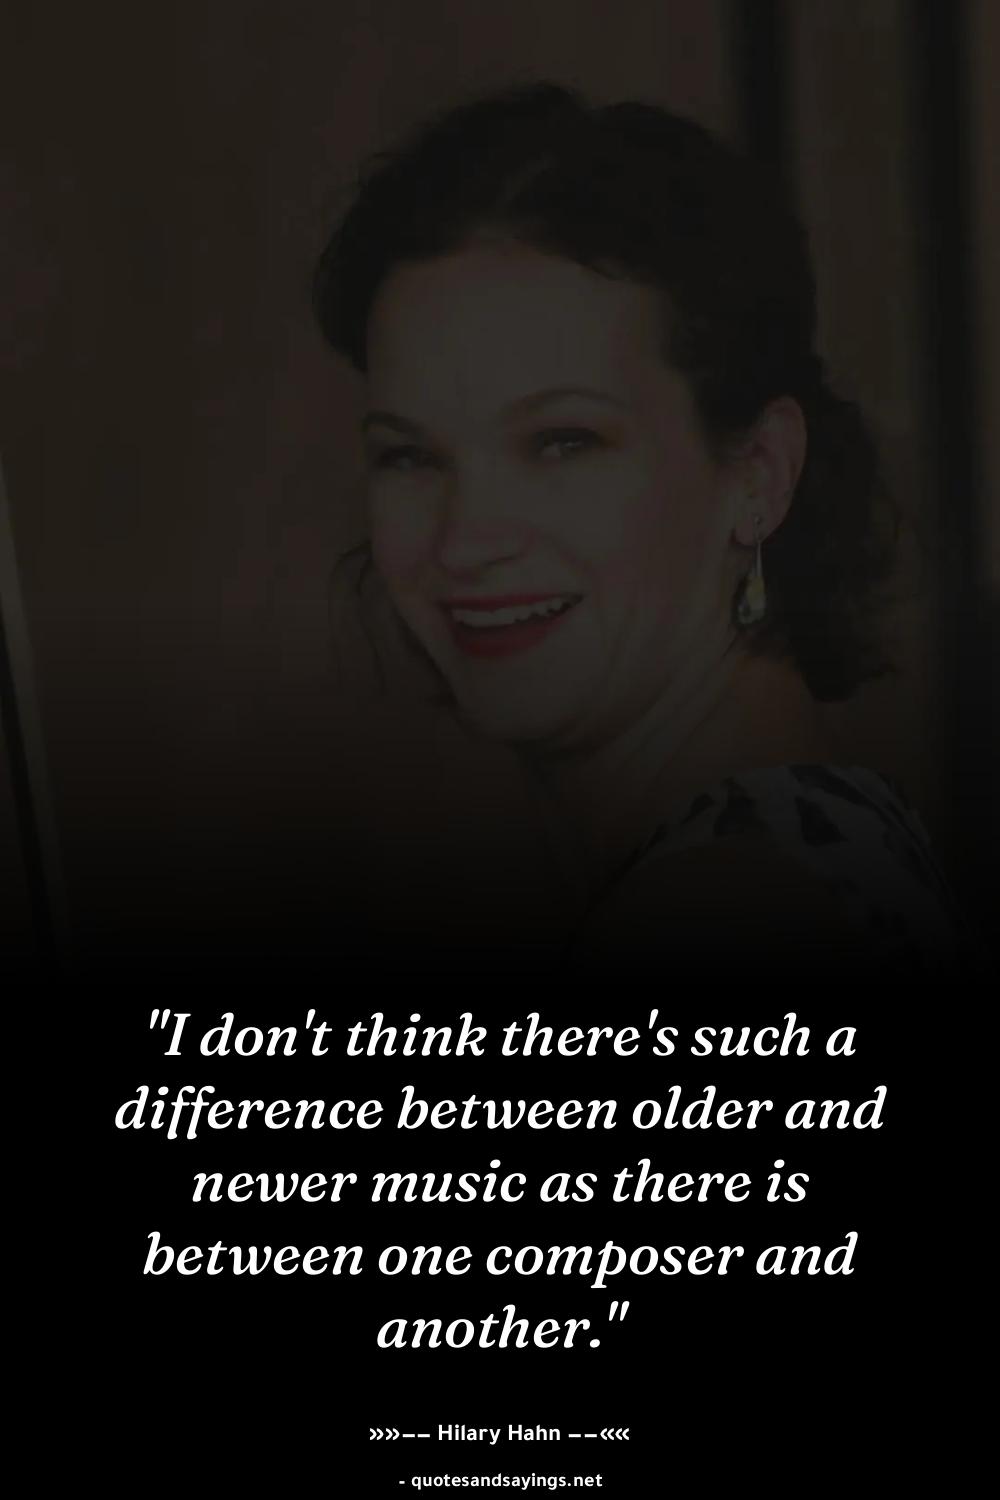 "I don't think there's such a
difference between older and
newer music as there is
between one composer and
another."
»»–– Hilary Hahn ––««
- quotesandsayings.net